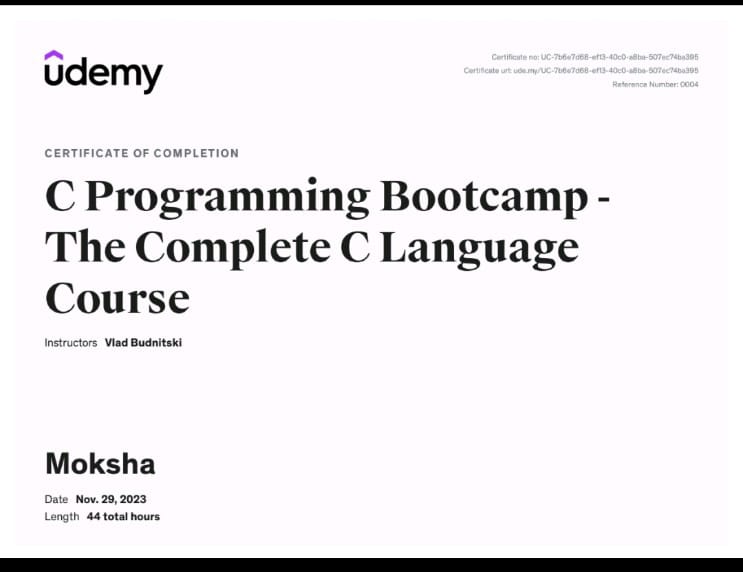 udemy
Certificate no: UC-7b6e7d68-ef13-40c0-a8ba-507ec74ba395
Certificate url: ude.my/UC-7b6e7d68-ef13-40c0-a8ba-507ec74ba395
Reference Number: 0004
CERTIFICATE OF COMPLETION
C Programming Bootcamp -
The Complete C Language
Course
Instructors Vlad Budnitski
Moksha
Date Nov. 29, 2023
Length 44 total hours